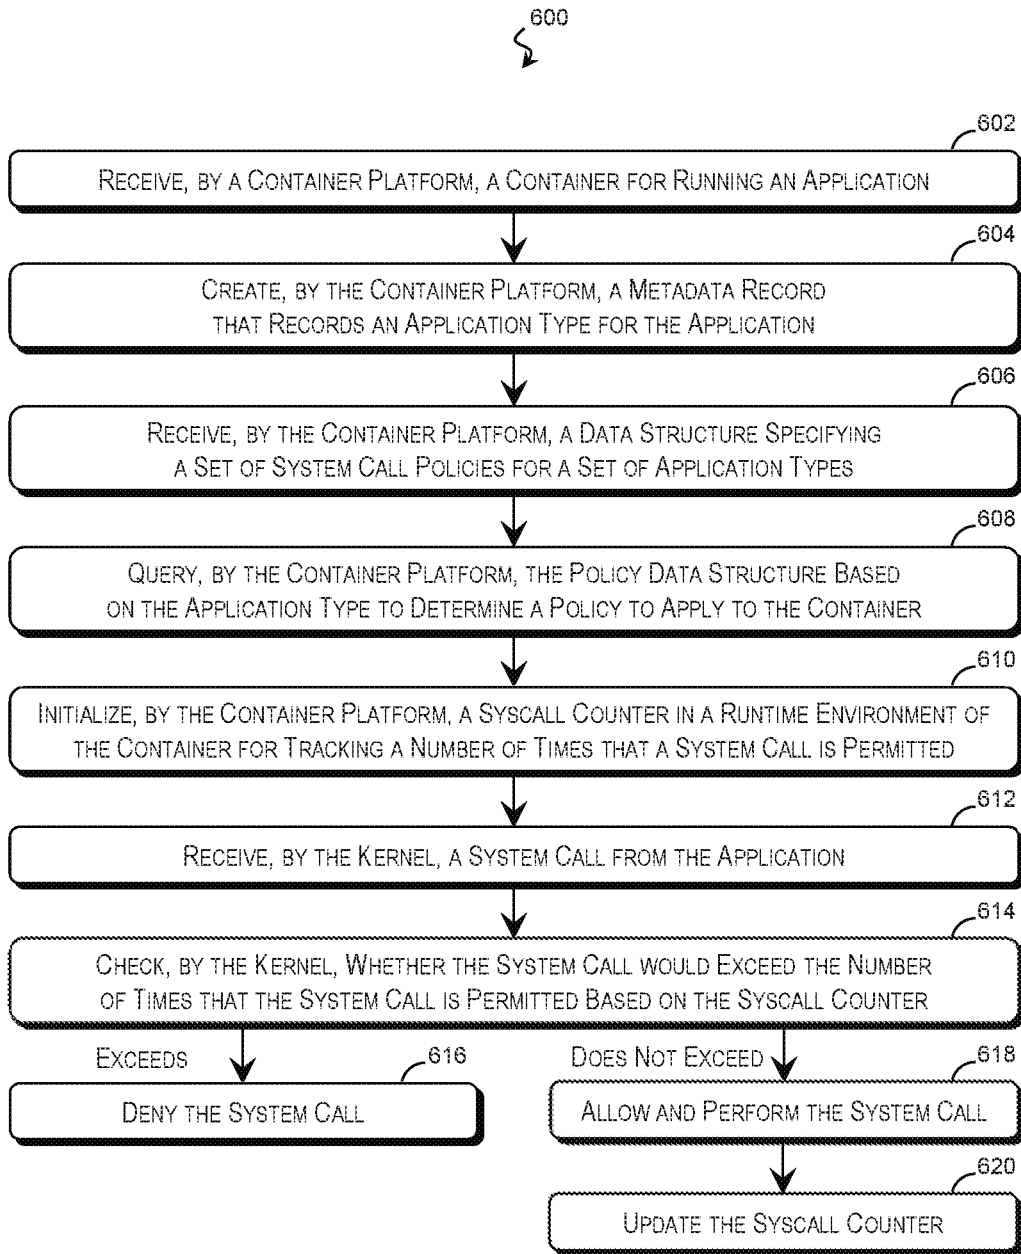 600
602
RECEIVE, BY A CONTAINER PLATFORM, A CONTAINER FOR RUNNING AN APPLICATION
604
CREATE, BY THE CONTAINER PLATFORM, A METADATA RECORD
THAT RECORDS AN APPLICATION TYPE FOR THE APPLICATION
606
RECEIVE, BY THE CONTAINER PLATFORM, A DATA STRUCTURE SPECIFYING
A SET OF SYSTEM CALL POLICIES FOR A SET OF APPLICATION TYPES
608
QUERY, BY THE CONTAINER PLATFORM, THE POLICY DATA STRUCTURE BASED
ON THE APPLICATION TYPE TO DETERMINE A POLICY TO APPLY TO THE CONTAINER
610
INITIALIZE, BY THE CONTAINER PLATFORM, A SYSCALL COUNTER IN A RUNTIME ENVIRONMENT OF
THE CONTAINER FOR TRACKING A NUMBER OF TIMES THAT A SYSTEM CALL IS PERMITTED
612
RECEIVE, BY THE KERNEL, A SYSTEM CALL FROM THE APPLICATION
614
CHECK, BY THE KERNEL, WHETHER THE SYSTEM CALL WOULD EXCEED THE NUMBER
OF TIMES THAT THE SYSTEM CALL IS PERMITTED BASED ON THE SYSCALL COUNTER
EXCEEDS
616
DENY THE SYSTEM CALL
DOES NOT EXCEED
618
ALLOW AND PERFORM THE SYSTEM CALL
620
UPDATE THE SYSCALL COUNTER